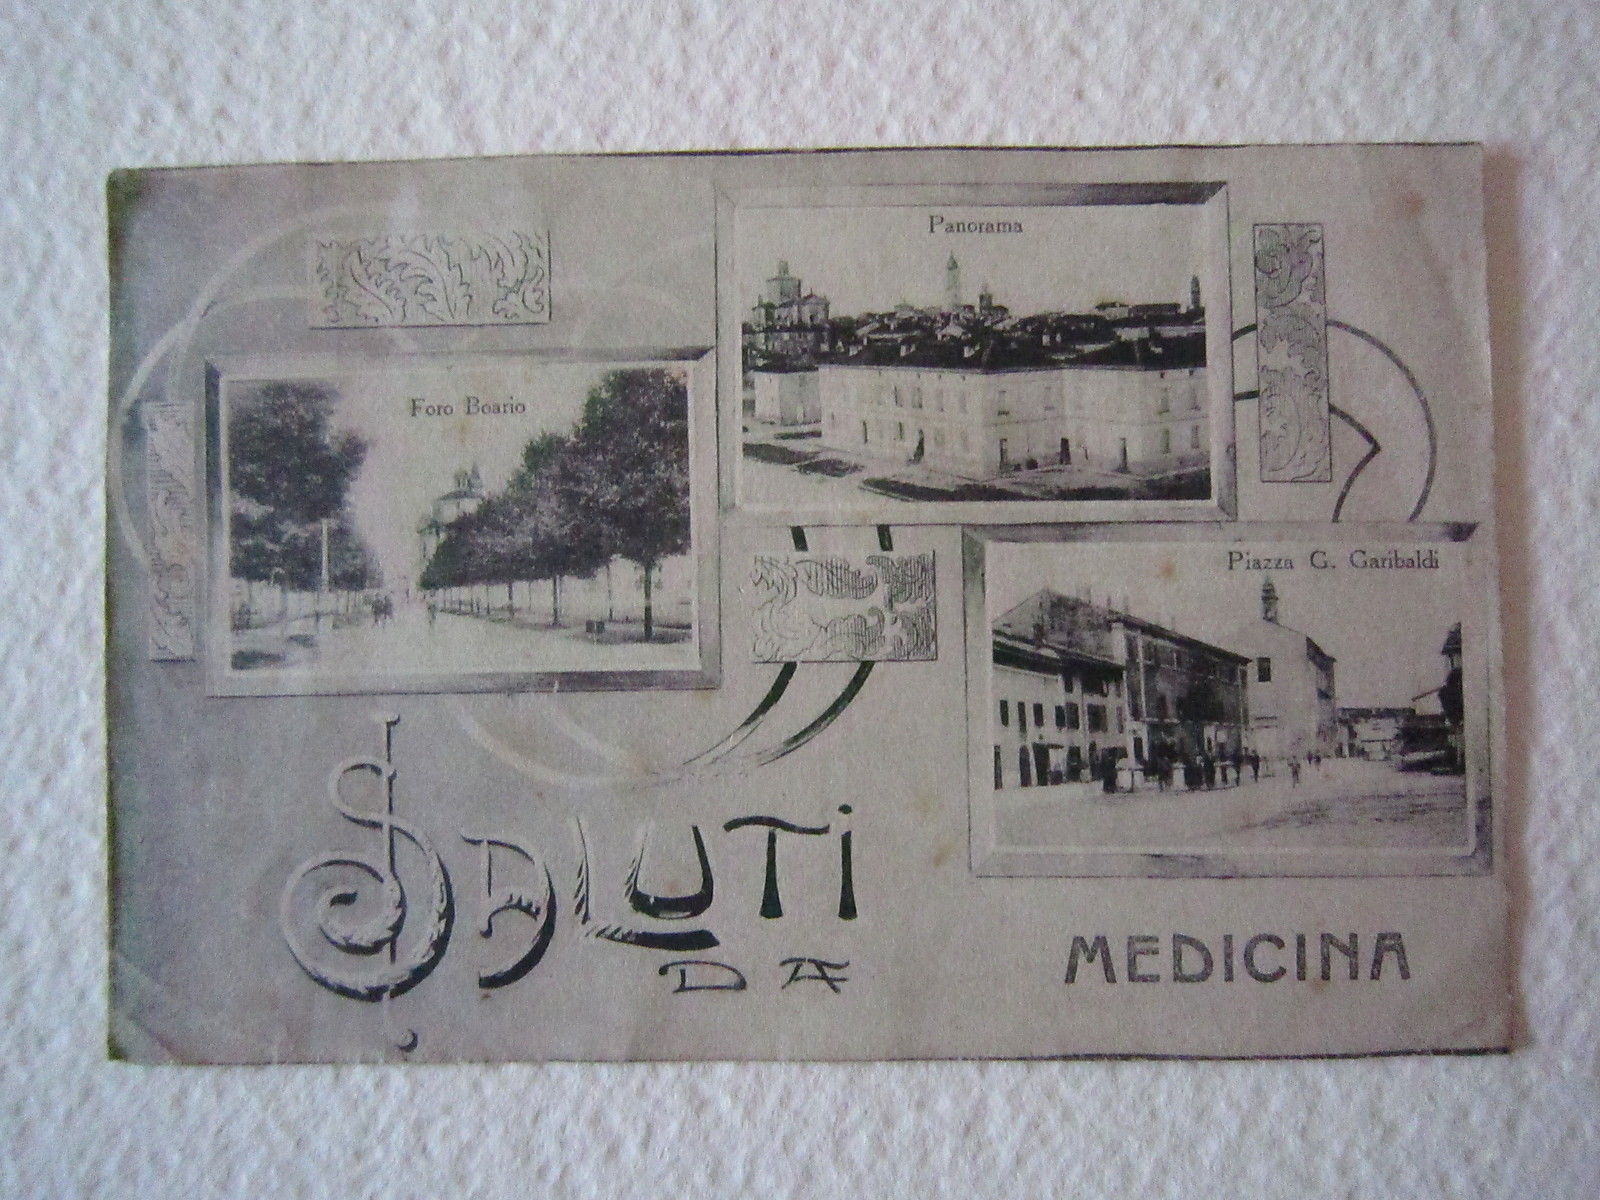 Panorama
Foro Boario
Piazza G. Garibaldi
SALUTI
DA
MEDICINA